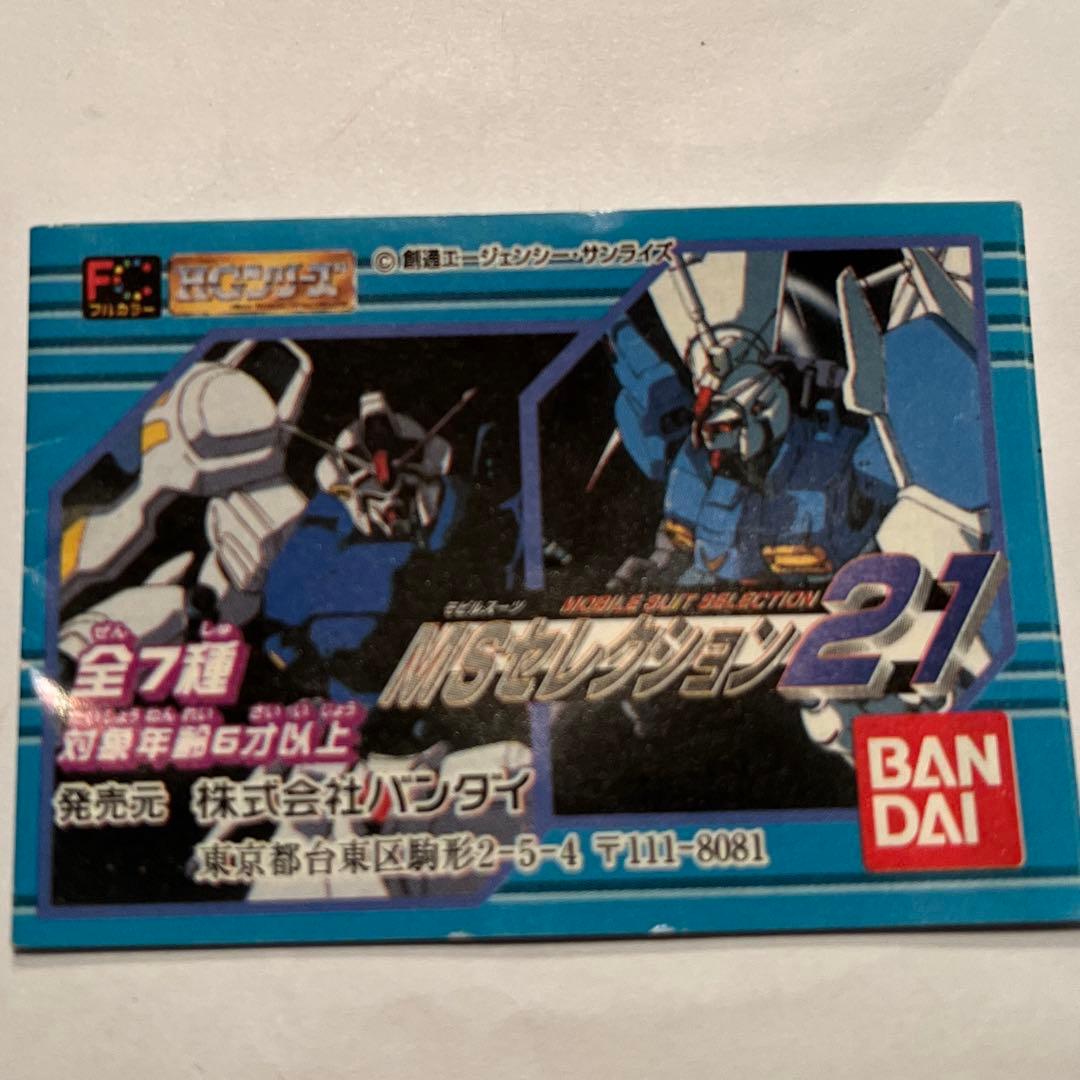 FC
フルカラー
HGシリーズ
© 創通エージェンシー・サンライズ
モビルスーツ
MOBILE SUIT SELECTION
MSセレクション21
ぜん しゅ
全7種
たいしょうねんれい さいいじょう
対象年齢6才以上
発売元 株式会社バンダイ
東京都台東区駒形2-5-4 〒111-8081
BAN
DAI